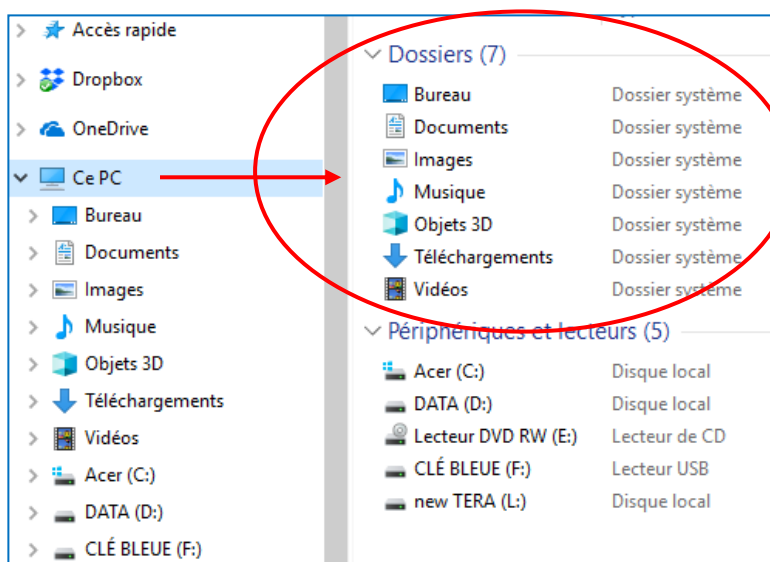 Accès rapide
Dropbox
OneDrive
Ce PC
Bureau
Documents
Images
Musique
Objets 3D
Téléchargements
Vidéos
Acer (C:)
DATA (D:)
CLÉ BLEUE (F:)
Dossiers (7)
Bureau Dossier système
Documents Dossier système
Images Dossier système
Musique Dossier système
Objets 3D Dossier système
Téléchargements Dossier système
Vidéos Dossier système
Périphériques et lecteurs (5)
Acer (C:) Disque local
DATA (D:) Disque local
Lecteur DVD RW (E:) Lecteur de CD
CLÉ BLEUE (F:) Lecteur USB
new TERA (L:) Disque local